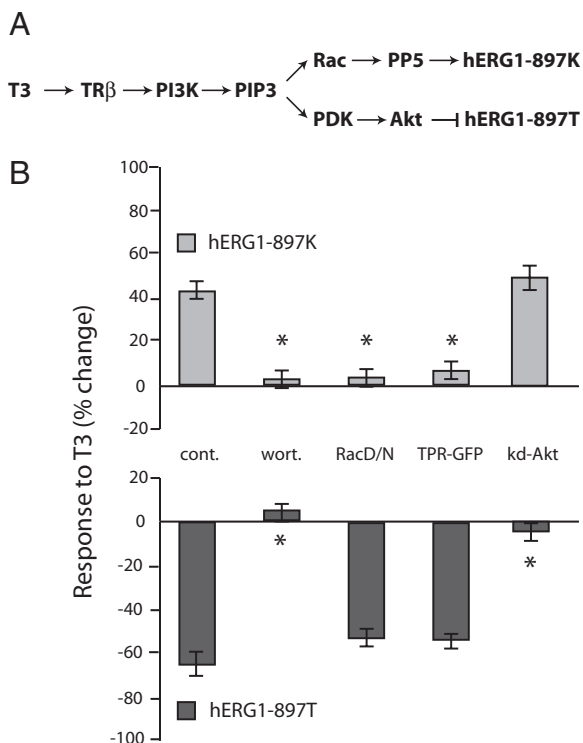 A
Rac PP5 hERG1-897K
T3 TRβ PI3K PIP3
PDK Akt hERG1-897T
B
100
80
60
40
20
0
-20
hERG1-897K
* * *
Response to T3 (% change)
cont. wort. RacD/N TPR-GFP kd-Akt
20
0
-20
-40
-60
-80
-100
* *
hERG1-897T